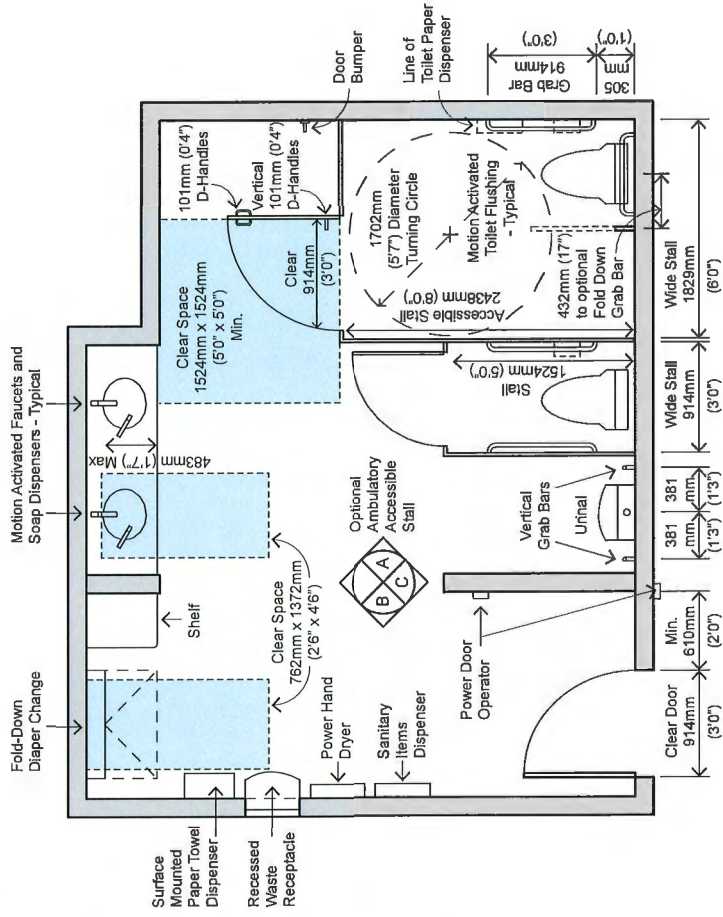 Motion Activated Faucets and
Soap Dispensers - Typical
Fold-Down
Diaper Change
483mm
(1'7") Max
Shelf
Clear Space
762mm x 1372mm
(2'6" x 4'6")
Surface
Mounted
Paper Towel
Dispenser
Recessed
Waste
Receptacle
Power Hand
Dryer
Sanitary
Items
Dispenser
Clear Space
1524mm x 1524mm
(5'0" x 5'0")
Min.
101mm (0'4")
D-Handles
Vertical
101mm (0'4")
D-Handles
Door
Bumper
Clear
914mm
(3'0")
Optional
Ambulatory
Accessible
Stall
A
B
C
Accessible Stall
2438mm (8'0")
1702mm
(5'7") Diameter
Turning Circle
Motion Activated
Toilet Flushing
- Typical
Line of
Toilet Paper
Dispenser
Grab Bar
914mm
(3'0")
305
mm
(1'0")
432mm (17")
to optional
Fold Down
Grab Bar
Stall
1524mm (5'0")
Vertical
Grab Bars
Urinal
Power Door
Operator
Clear Door
914mm
(3'0")
Min.
610mm
(2'0")
381
mm
(1'3")
381
mm
(1'3")
Wide Stall
914mm
(3'0")
Wide Stall
1829mm
(6'0")